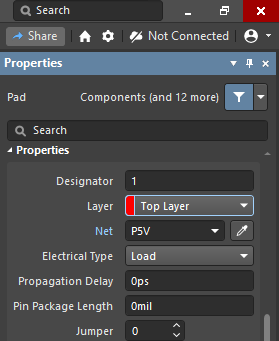 Search
Share
Not Connected
Properties
Pad
Components (and 12 more)
Search
Properties
Designator 1
Layer Top Layer
Net P5V
Electrical Type Load
Propagation Delay 0ps
Pin Package Length 0mil
Jumper 0